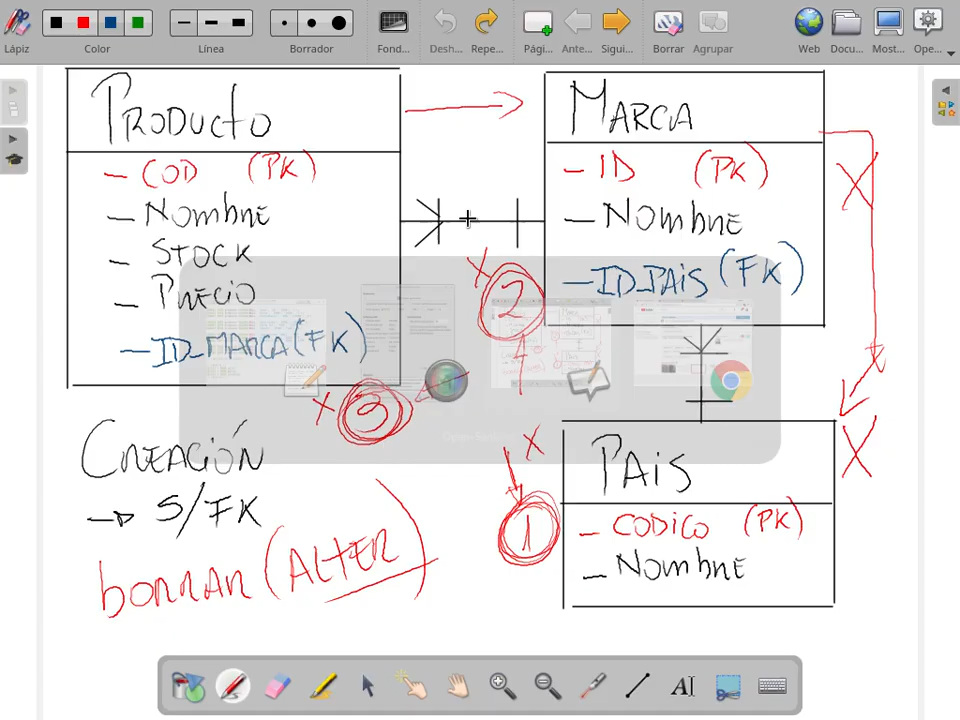 Lápiz
Color
Línea
Borrador
Fond...
Desh...
Repe...
Pági...
Ante...
Sigui...
Borrar
Agrupar
Web
Docu...
Most...
Ope...
PRODUCTO
- COD (PK)
- Nombre
- STOCK
- PRECIO
- ID_MARCA (FK)
MARCA
- ID (PK)
- Nombre
- ID_PAIS (FK)
X
X 2
X 3
X
1
X
PAIS
- CODIGO (PK)
- Nombre
CREACIÓN
→ S/FK
borrar (ALTER)